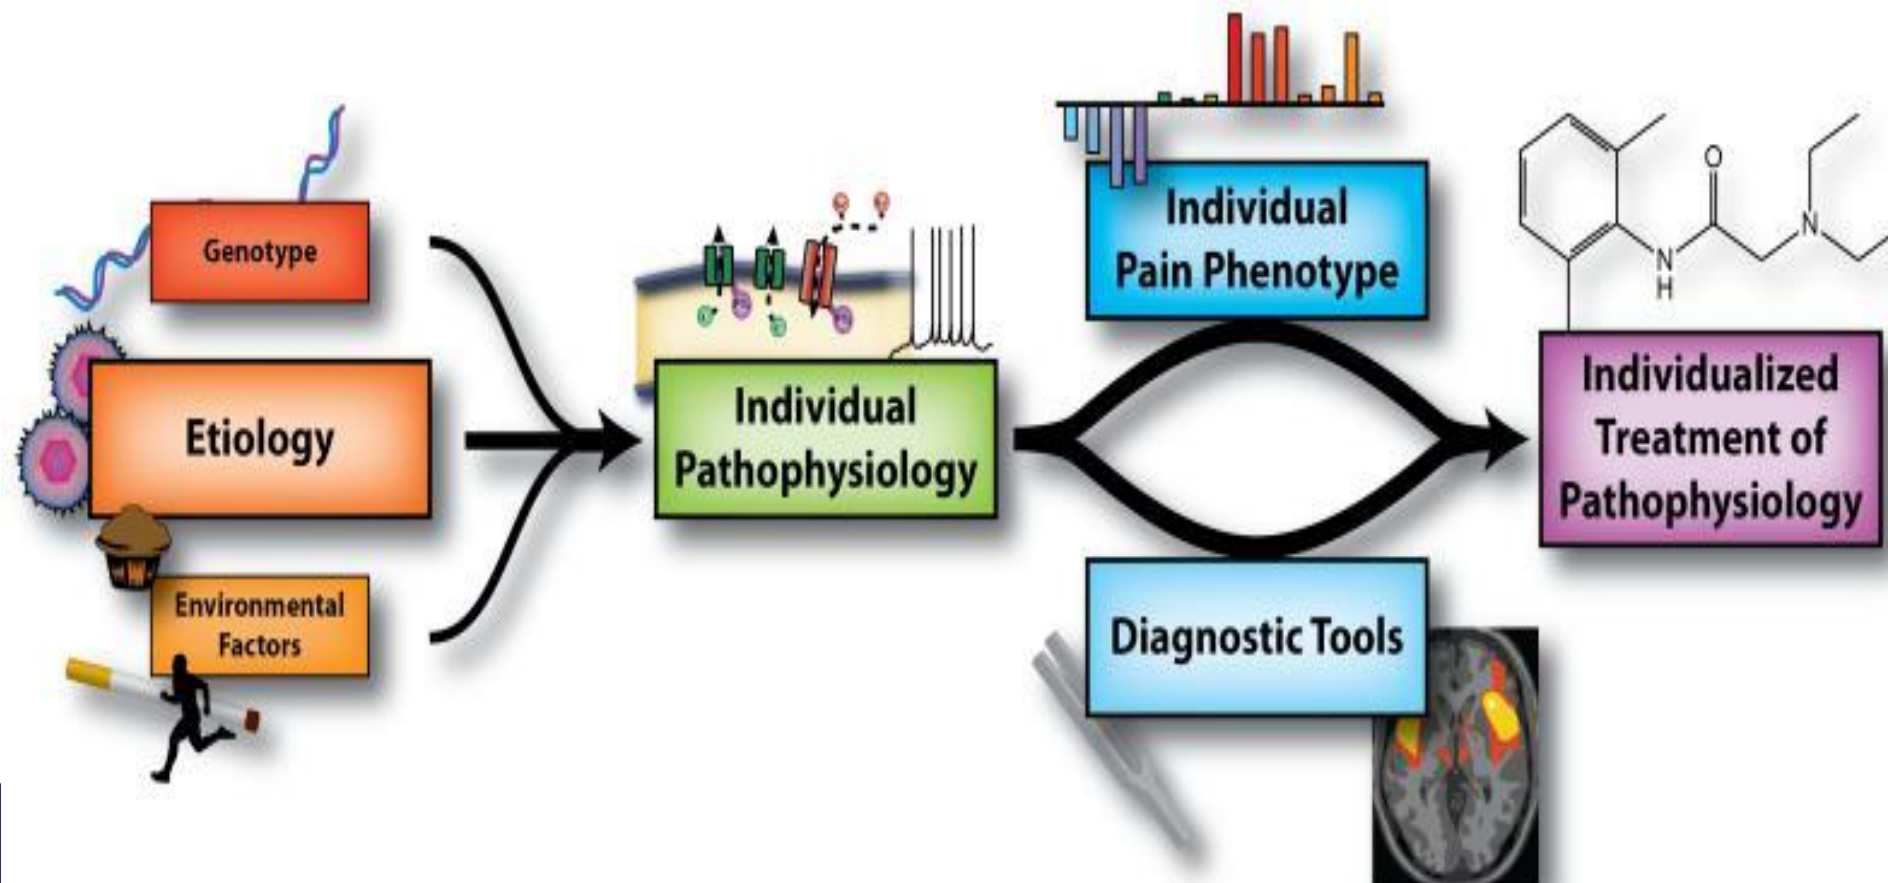 Genotype
Etiology
Environmental
Factors
Individual
Pathophysiology
Individual
Pain Phenotype
Diagnostic Tools
O
N
H
N
Individualized
Treatment of
Pathophysiology